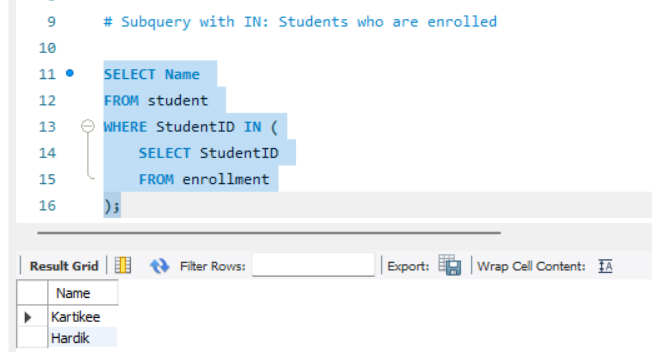 9 # Subquery with IN: Students who are enrolled
10
11 SELECT Name
12 FROM student
13 WHERE StudentID IN (
14 SELECT StudentID
15 FROM enrollment
16 );
Result Grid Filter Rows: Export: Wrap Cell Content: IA
Name
Kartikee
Hardik